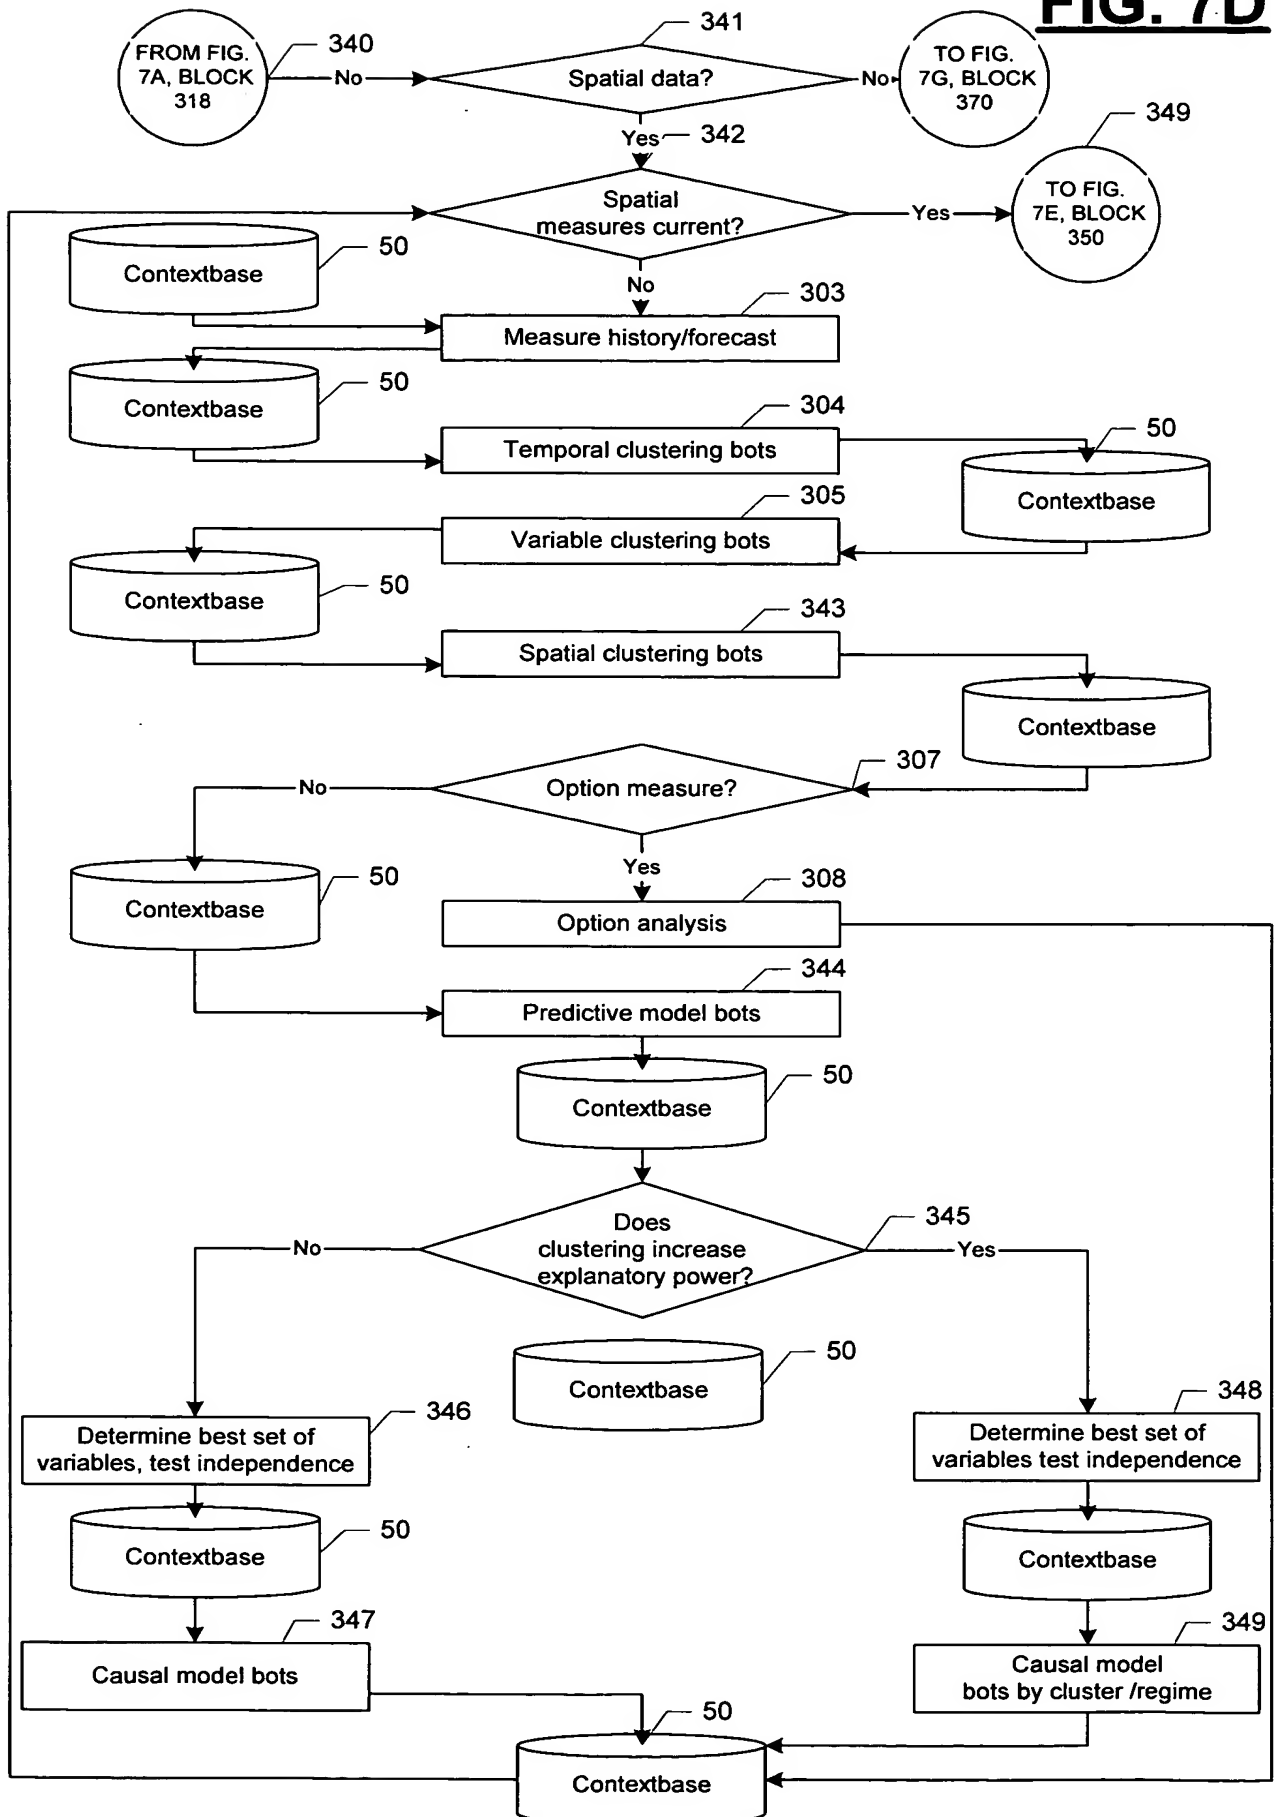 FIG. 7D
FROM FIG.
7A, BLOCK
318
340
No
341
Spatial data?
No
TO FIG.
7G, BLOCK
370
Yes
342
349
Spatial
measures current?
Yes
TO FIG.
7E, BLOCK
350
50
Contextbase
No
303
Measure history/forecast
50
Contextbase
304
Temporal clustering bots
50
Contextbase
305
Variable clustering bots
50
Contextbase
343
Spatial clustering bots
Contextbase
307
Option measure?
No
Yes
50
Contextbase
308
Option analysis
344
Predictive model bots
50
Contextbase
Does
clustering increase
explanatory power?
345
No
Yes
50
Contextbase
346
Determine best set of
variables, test independence
348
Determine best set of
variables test independence
50
Contextbase
Contextbase
347
Causal model bots
349
Causal model
bots by cluster /regime
50
Contextbase